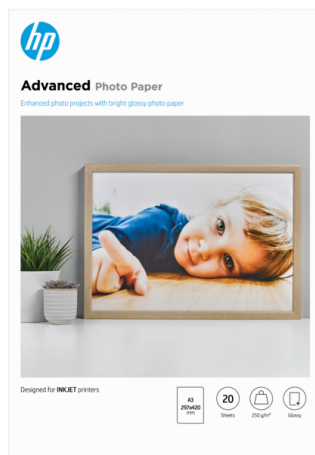 hp
Advanced Photo Paper
Enhanced photo projects with bright glossy photo paper
Designed for INKJET printers
A3
297x420
mm
20
Sheets
250 g/m²
Glossy